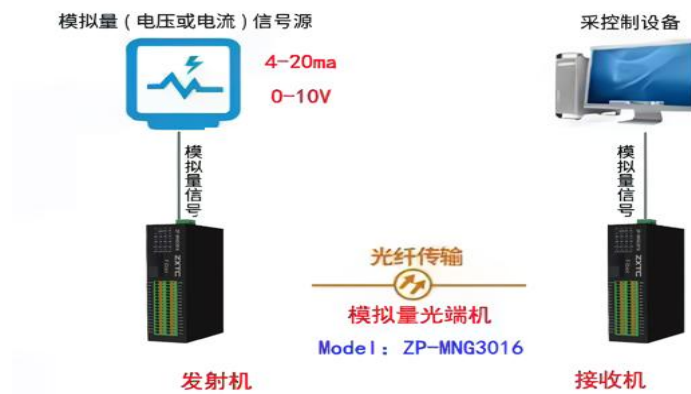 模拟量(电压或电流)信号源
采控制设备
4-20ma
0-10V
模拟量信号
模拟量信号
ZXTC
ZXTC
光纤传输
模拟量光端机
Model: ZP-MNG3016
发射机
接收机